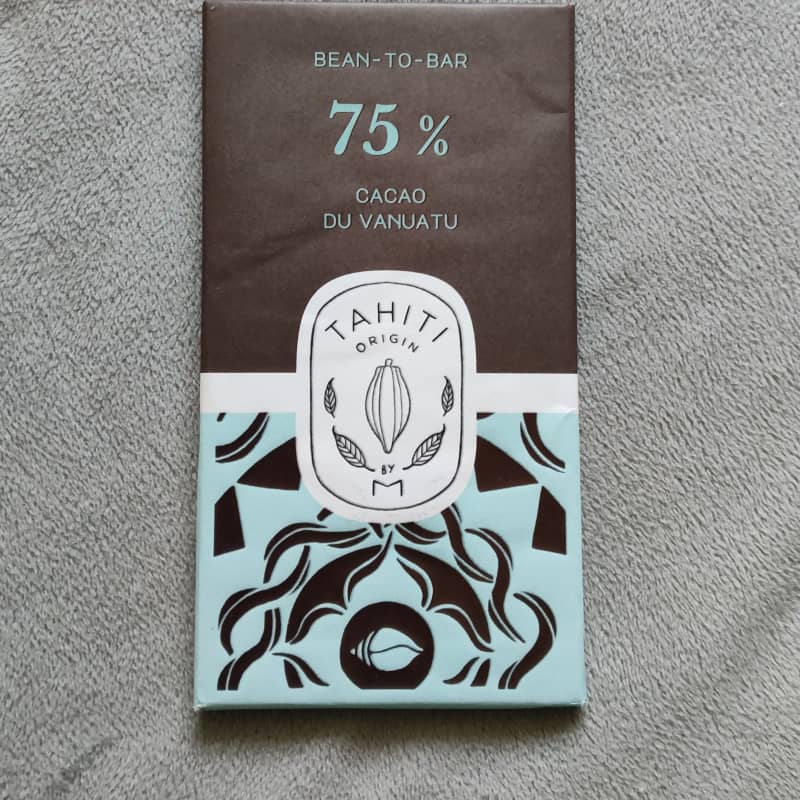 BEAN-TO-BAR
75 %
CACAO
DU VANUATU
TAHITI
ORIGIN
BY
M